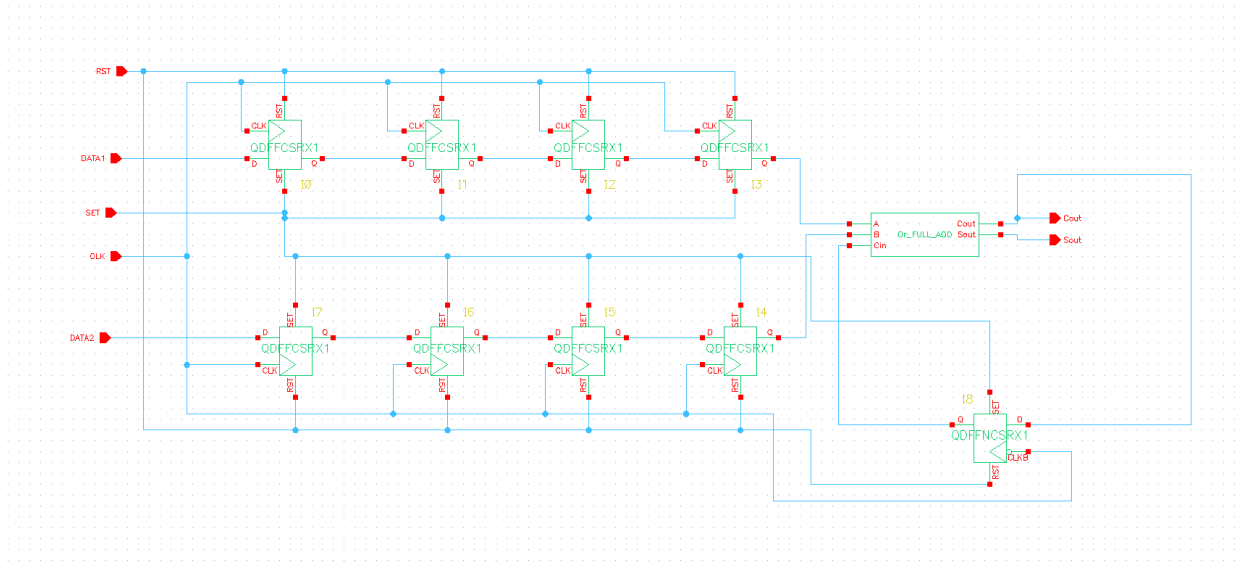 RST
RST RST RST RST
CLK CLK CLK CLK
QDFFCSRX1 QDFFCSRX1 QDFFCSRX1 QDFFCSRX1
DATA1 D Q D Q D Q D Q
SET SET SET SET
I0 I1 I2 I3
SET
A Cout Cout
B Or_FULL_ADD Sout Sout
Cin
CLK
I7 I6 I5 I4
SET SET SET SET
DATA2 D Q D Q D Q D Q
QDFFCSRX1 QDFFCSRX1 QDFFCSRX1 QDFFCSRX1
CLK CLK CLK CLK
RST RST RST RST
I8
SET
Q D
QDFFNCSRX1
CLKB
RST